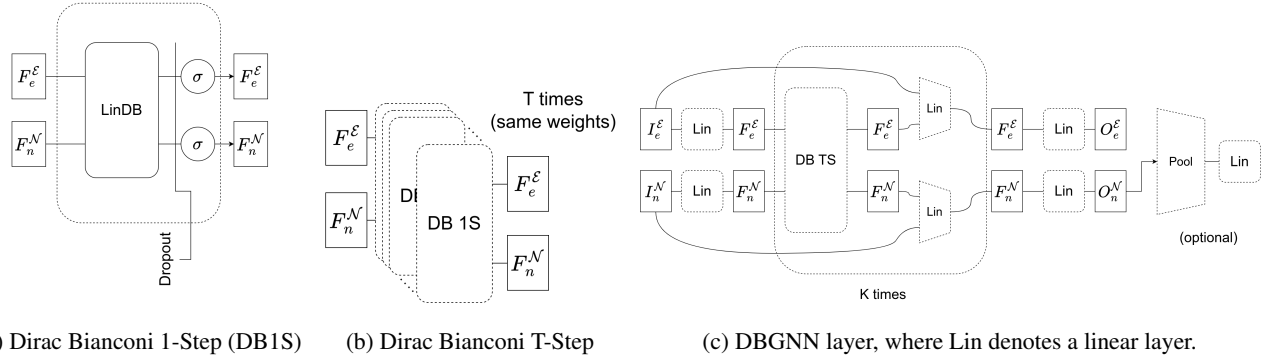 F_e^ℰ
LinDB
σ
F_e^ℰ
F_n^𝒩
σ
F_n^𝒩
Dropout
) Dirac Bianconi 1-Step (DB1S)
T times
(same weights)
F_e^ℰ
F_n^𝒩
DB 1S
F_e^ℰ
F_n^𝒩
(b) Dirac Bianconi T-Step
I_e^ℰ
Lin
F_e^ℰ
DB TS
F_e^ℰ
Lin
F_e^ℰ
Lin
O_e^ℰ
I_n^𝒩
Lin
F_n^𝒩
F_n^𝒩
Lin
F_n^𝒩
Lin
O_n^𝒩
Pool
Lin
(optional)
K times
(c) DBGNN layer, where Lin denotes a linear layer.